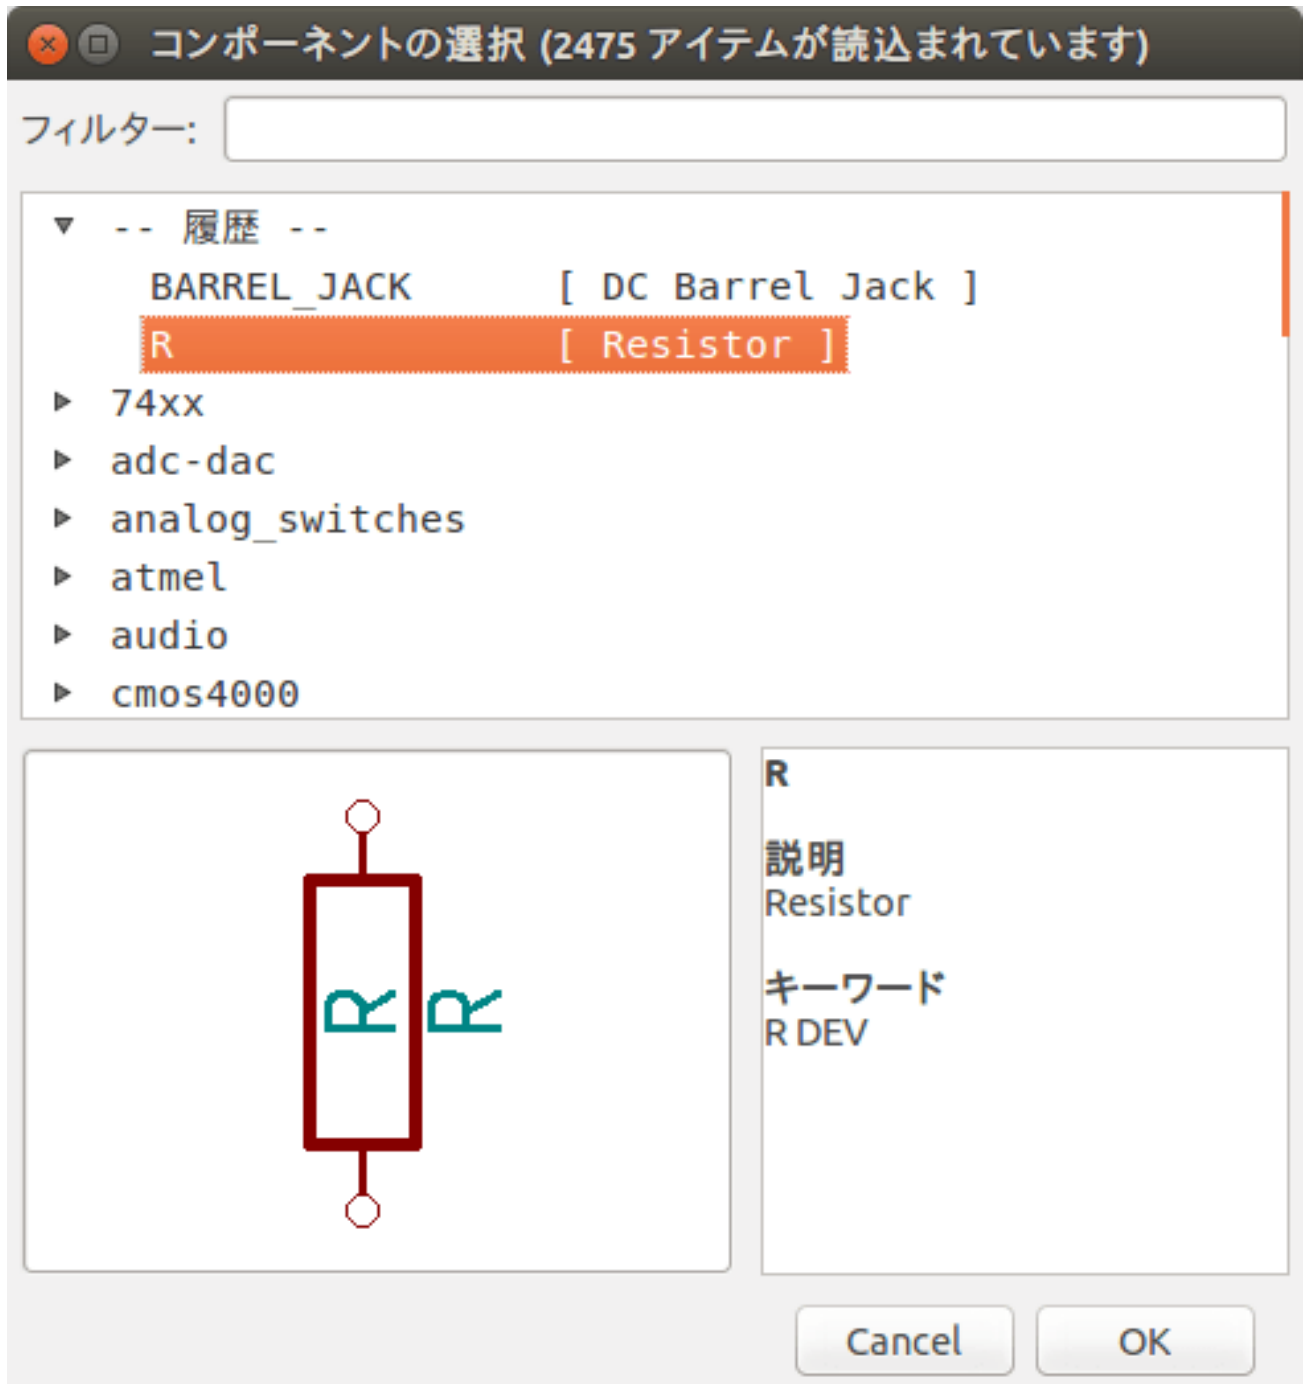 コンポーネントの選択 (2475 アイテムが読込まれています)
フィルター:
-- 履歴 --
BARREL_JACK [ DC Barrel Jack ]
R [ Resistor ]
74xx
adc-dac
analog_switches
atmel
audio
cmos4000
R
R
R
説明
Resistor
キーワード
R DEV
Cancel
OK